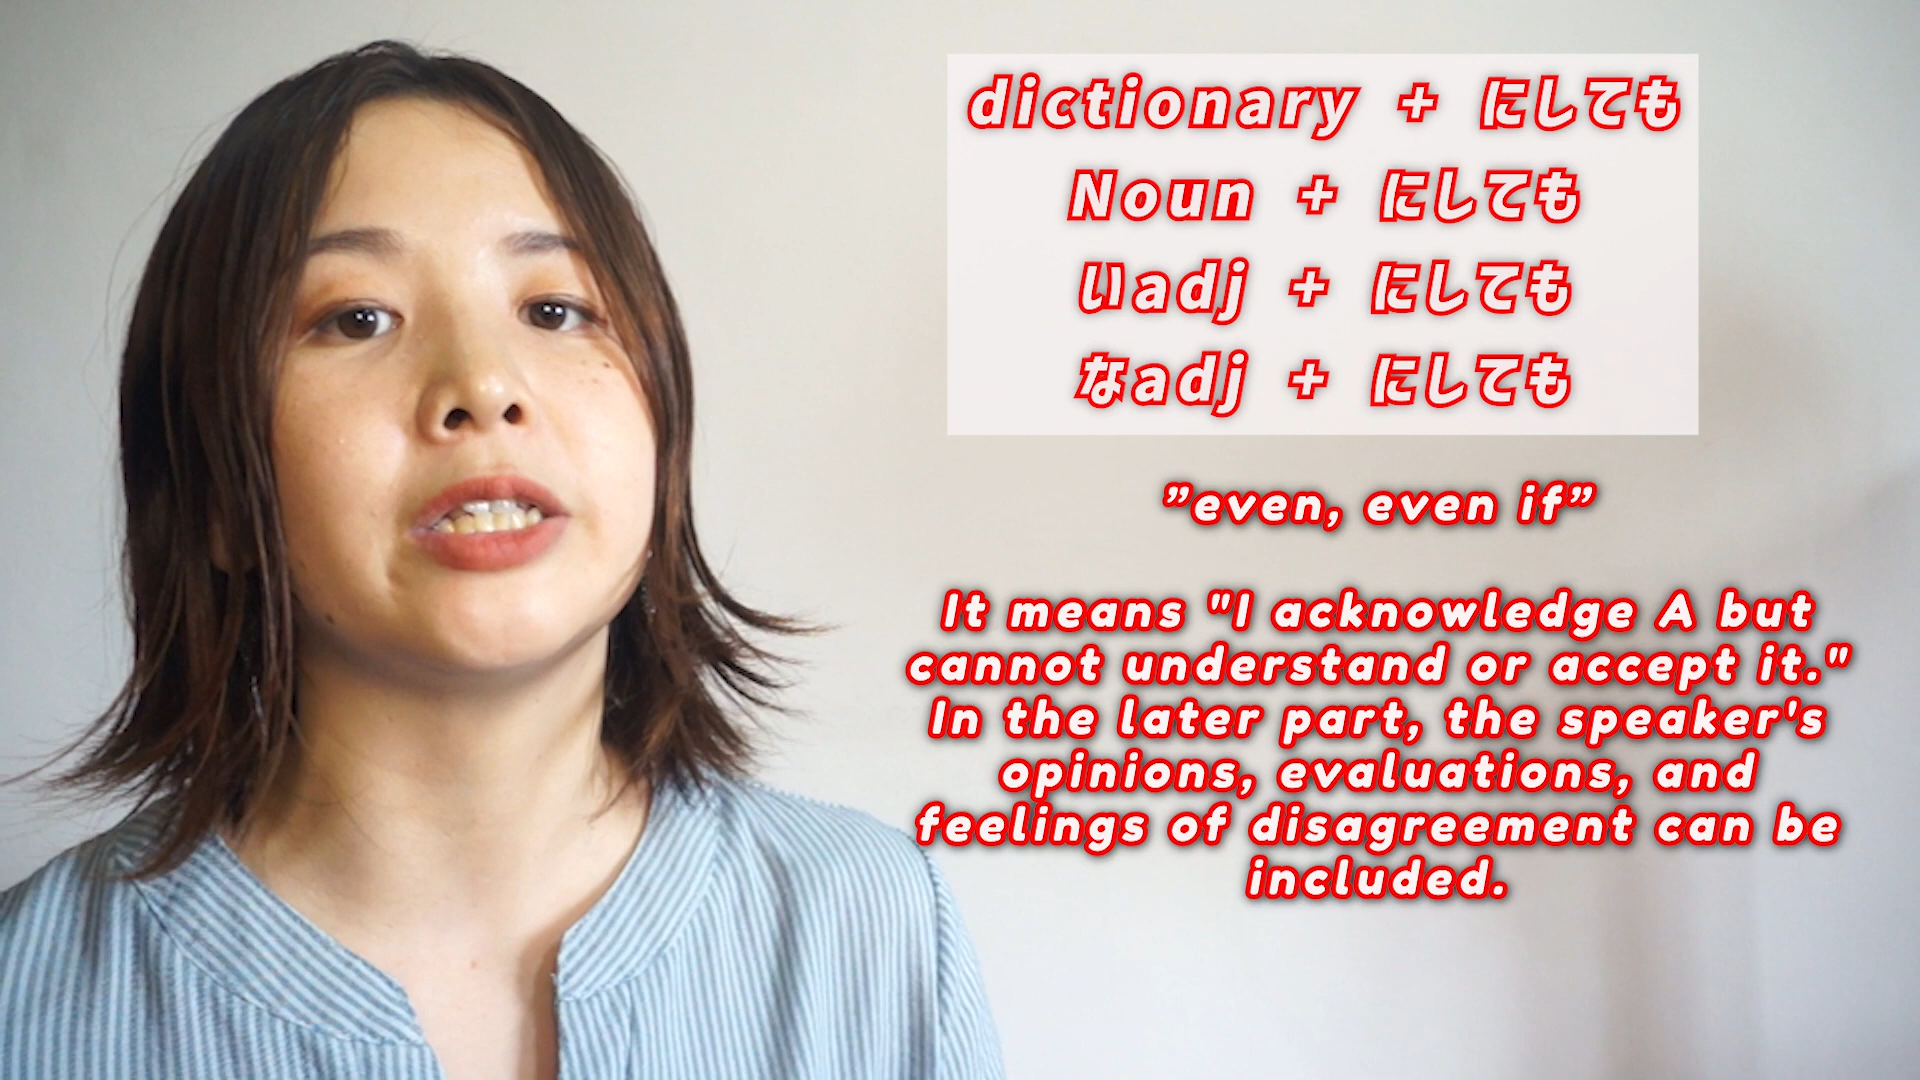 dictionary + にしても
Noun + にしても
いadj + にしても
なadj + にしても
”even, even if”
It means "I acknowledge A but
cannot understand or accept it."
In the later part, the speaker's
opinions, evaluations, and
feelings of disagreement can be
included.